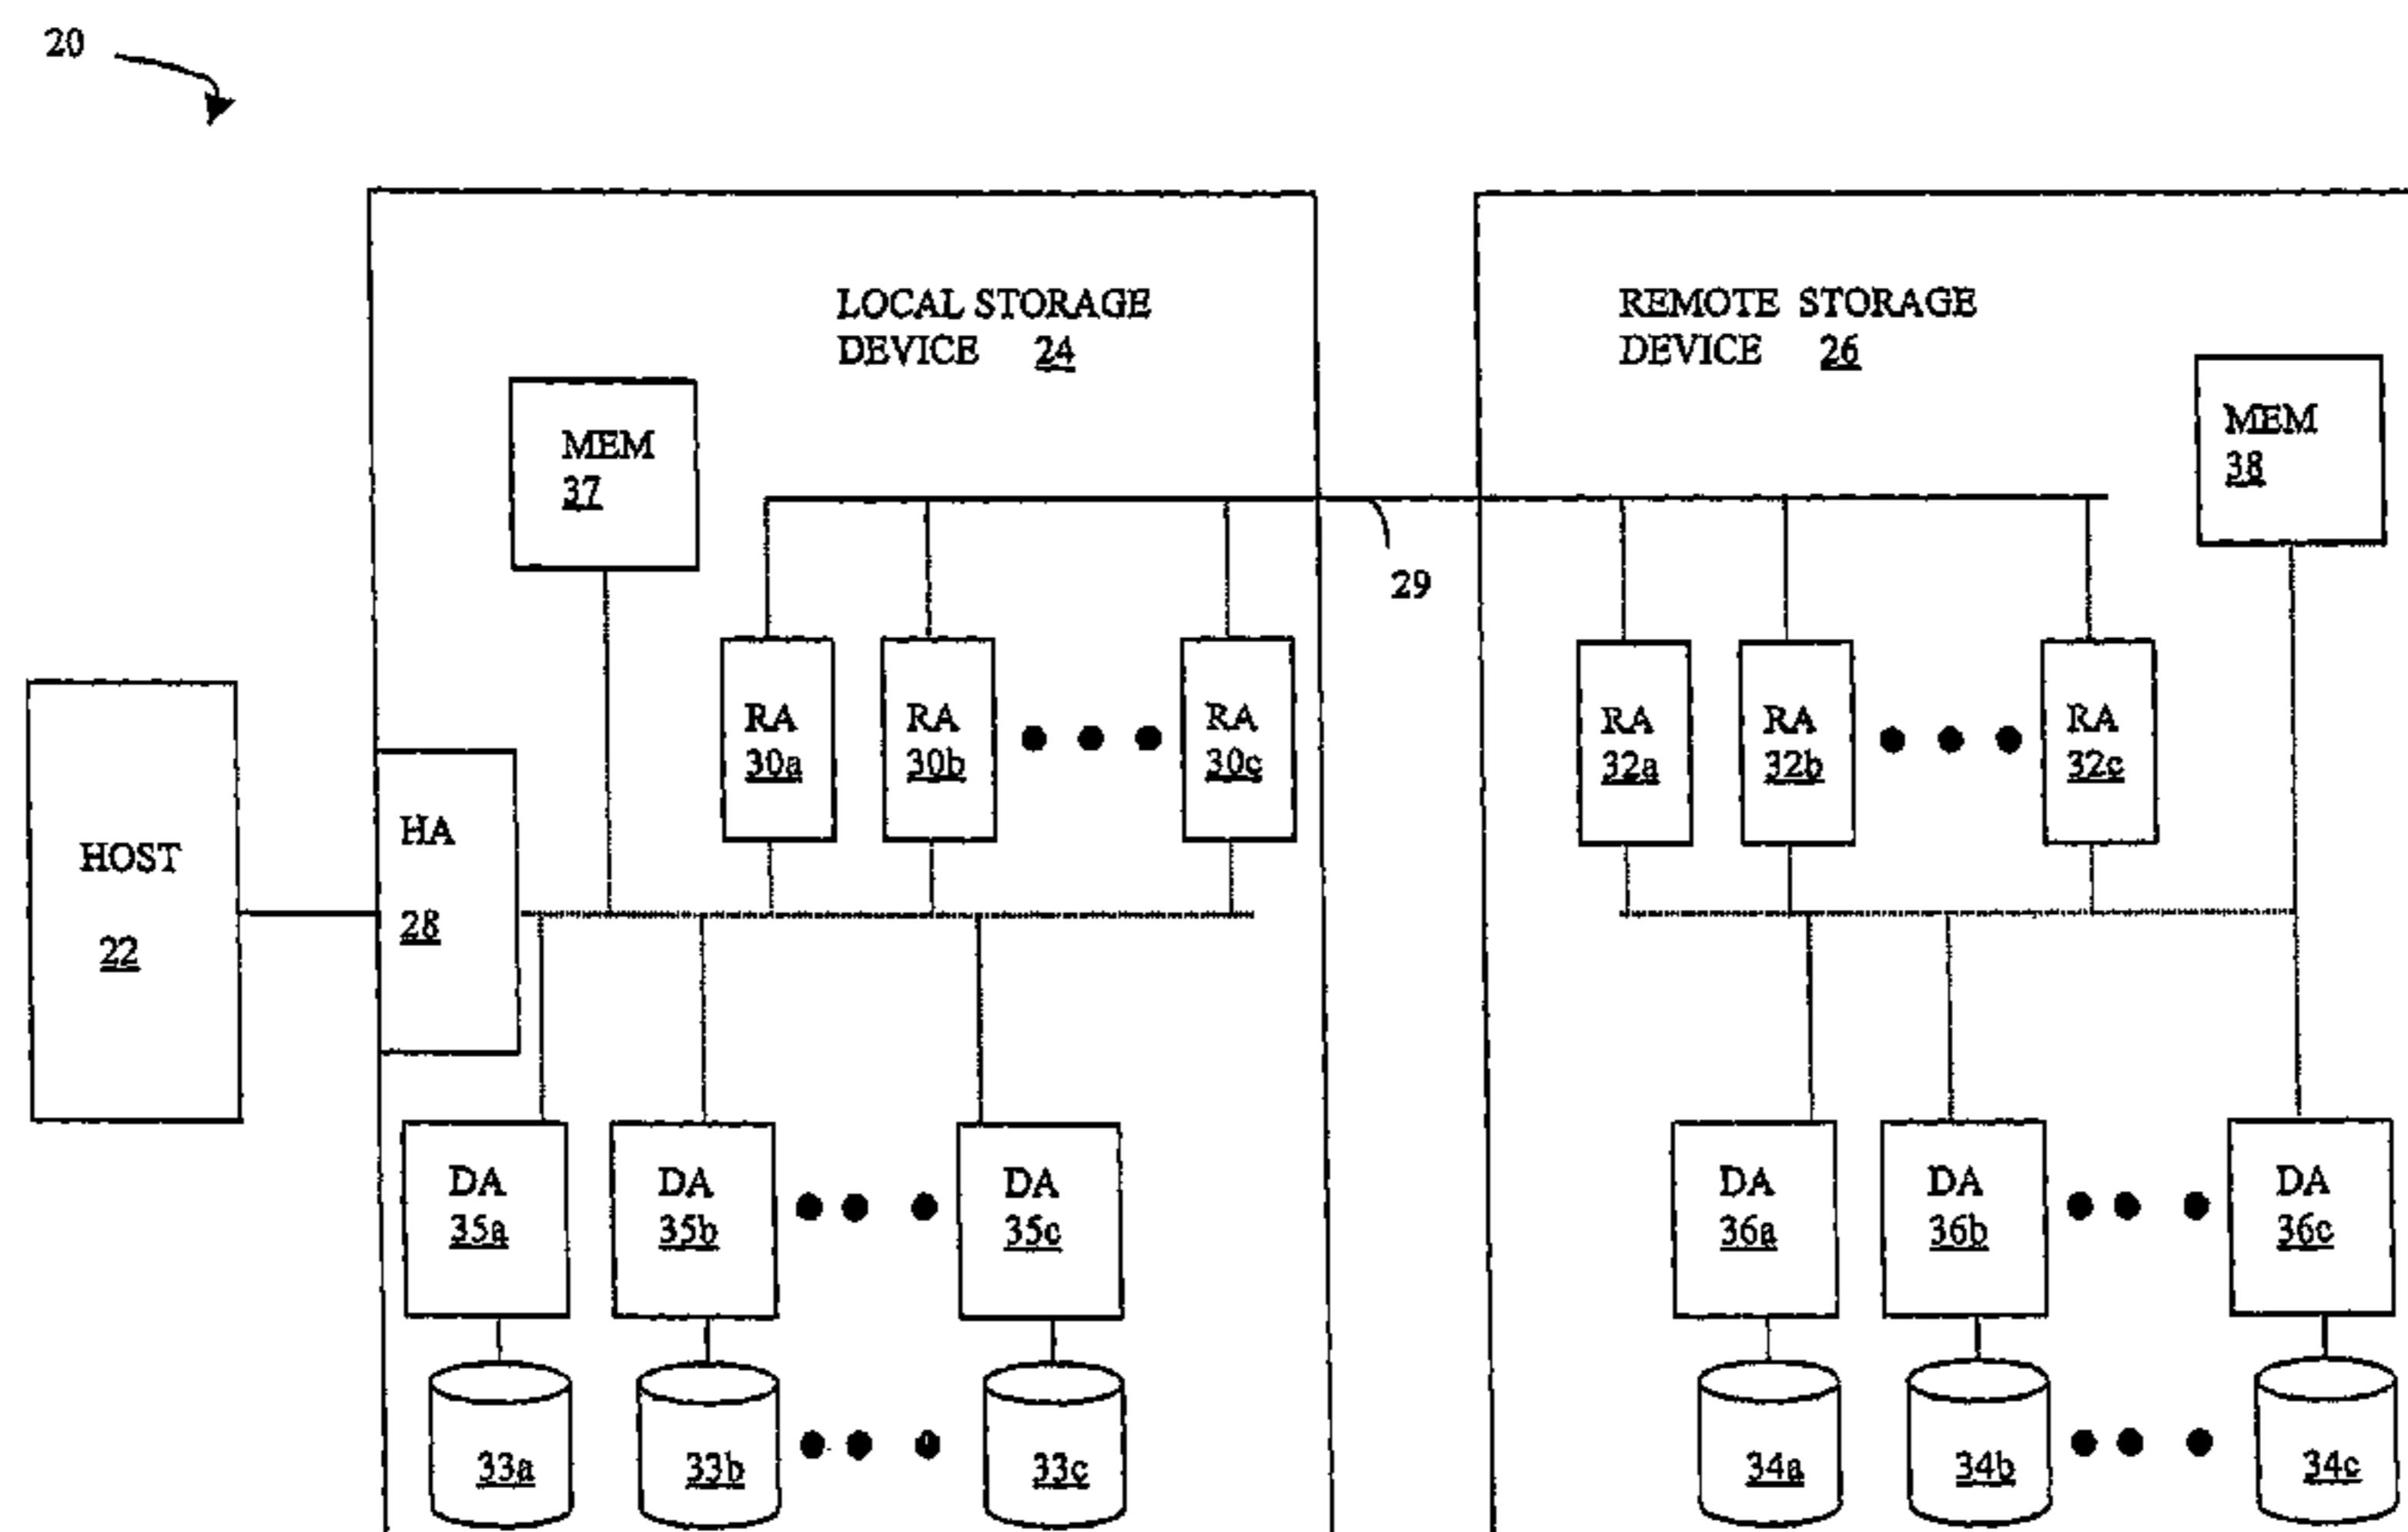 20
LOCAL STORAGE
DEVICE 24
REMOTE STORAGE
DEVICE 26
MEM
37
MEM
38
29
RA
30a
RA
30b
RA
30c
RA
32a
RA
32b
RA
32c
HOST
22
HA
28
DA
35a
DA
35b
DA
35c
DA
36a
DA
36b
DA
36c
33a
33b
33c
34a
34b
34c